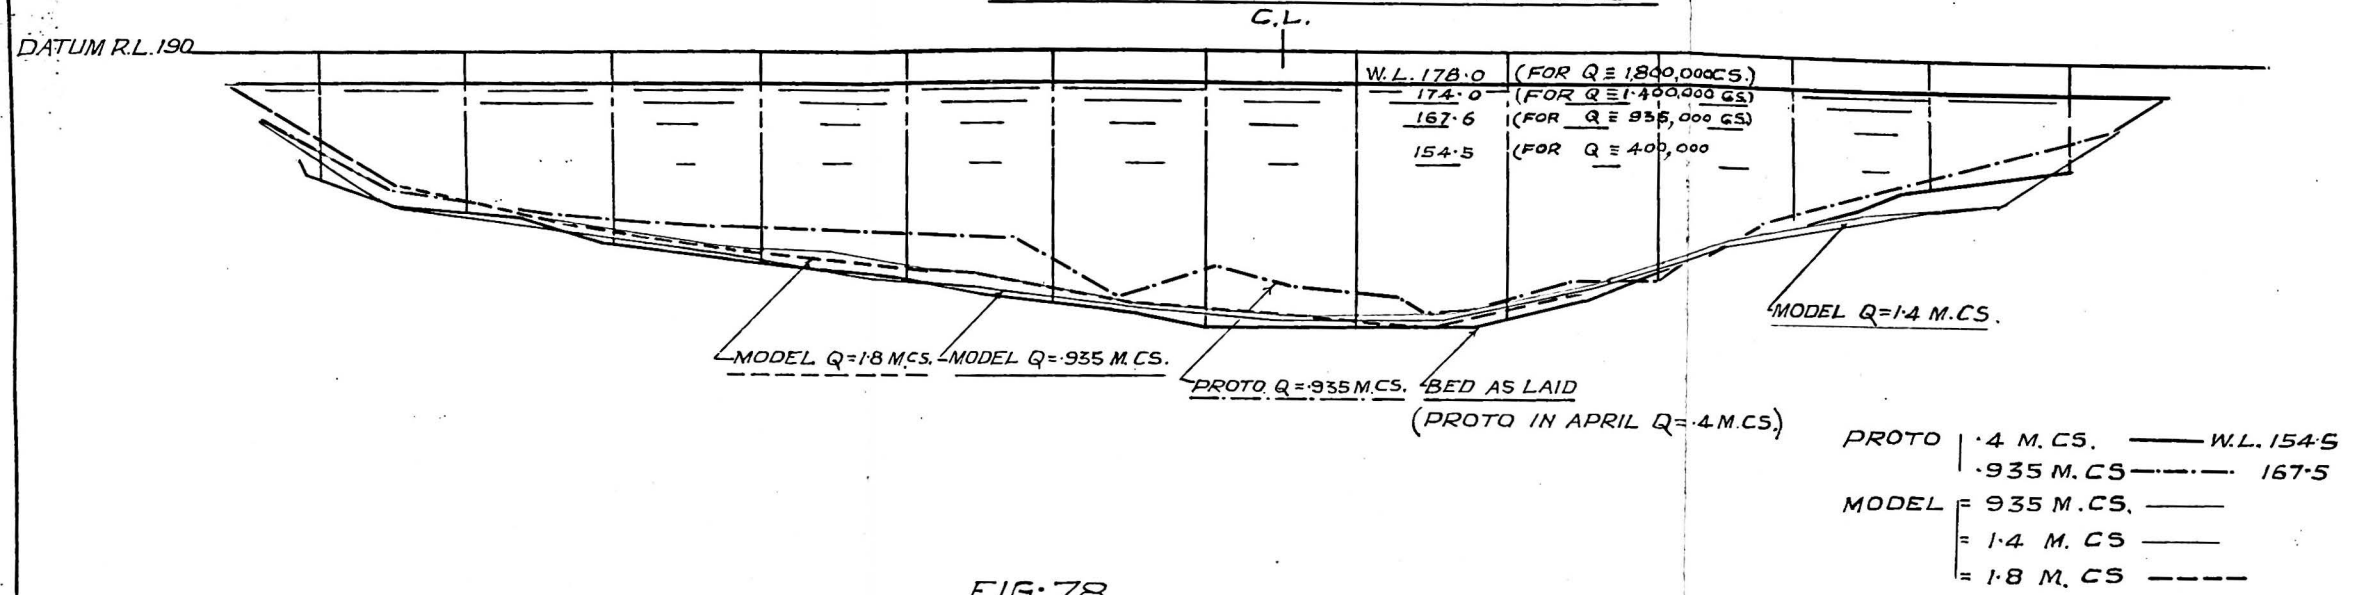 C.L.
DATUM R.L. 190
W.L. 178·0 (FOR Q ≡ 1,800,000CS.)
174·0 (FOR Q ≡ 1·400,000 CS)
167·6 (FOR Q ≡ 935,000 CS)
154·5 (FOR Q ≡ 400,000
MODEL Q=1·4 M.CS.
MODEL Q=1·8 M.CS. MODEL Q=·935 M.CS.
PROTO Q=·935 M.CS. BED AS LAID
(PROTO IN APRIL Q=·4 M.CS.)
PROTO ·4 M. CS. W.L. 154·5
·935 M. CS 167·5
MODEL = 935 M.CS.
= 1·4 M. CS
= 1·8 M. CS
FIG: 78